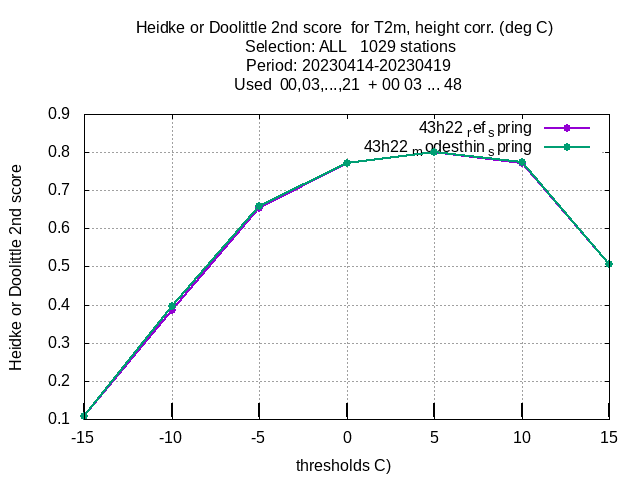 Heidke or Doolittle 2nd score for T2m, height corr. (deg C)
Selection: ALL 1029 stations
Period: 20230414-20230419
Used 00,03,...,21 + 00 03 ... 48
43h22 ref spring
43h22 modesthin spring
Heidke or Doolittle 2nd score
0.9
0.8
0.7
0.6
0.5
0.4
0.3
0.2
0.1
-15 -10 -5 0 5 10 15
thresholds C)